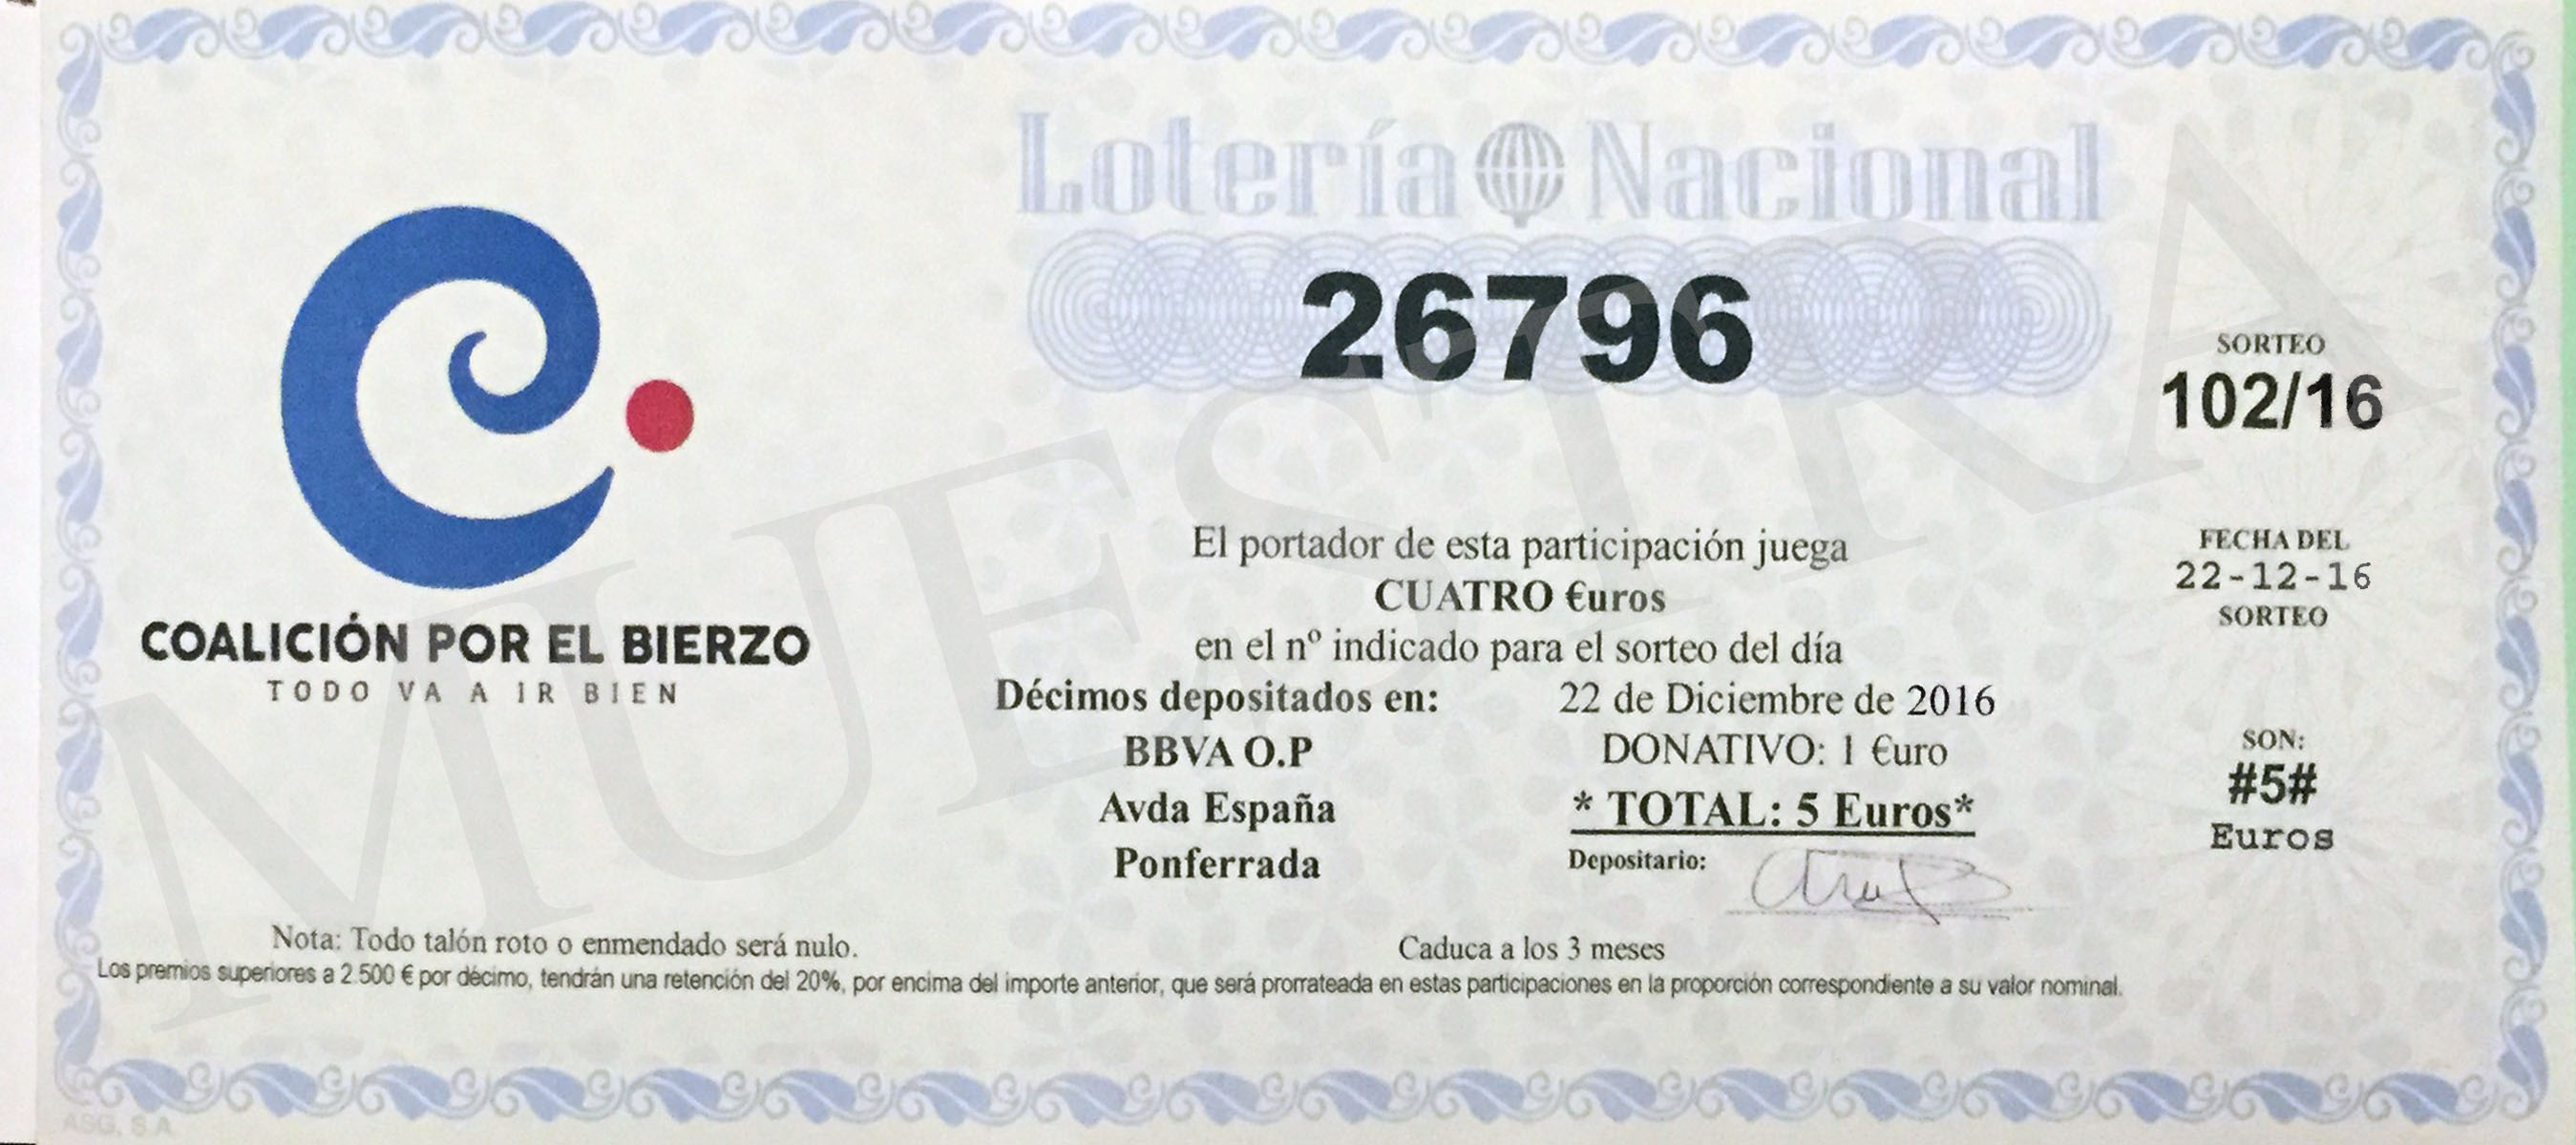 Lotería Nacional
26796
SORTEO
102/16
El portador de esta participación juega
CUATRO €uros
en el nº indicado para el sorteo del día
Décimos depositados en: 22 de Diciembre de 2016
BBVA O.P DONATIVO: 1 €uro
Avda España * TOTAL: 5 Euros*
Ponferrada Depositario:
FECHA DEL
22-12-16
SORTEO
SON:
#5#
Euros
COALICIÓN POR EL BIERZO
TODO VA A IR BIEN
Nota: Todo talón roto o enmendado será nulo. Caduca a los 3 meses
Los premios superiores a 2.500 € por décimo, tendrán una retención del 20%, por encima del importe anterior, que será prorrateada en estas participaciones en la proporción correspondiente a su valor nominal.
ASG, S.A
MUESTRA